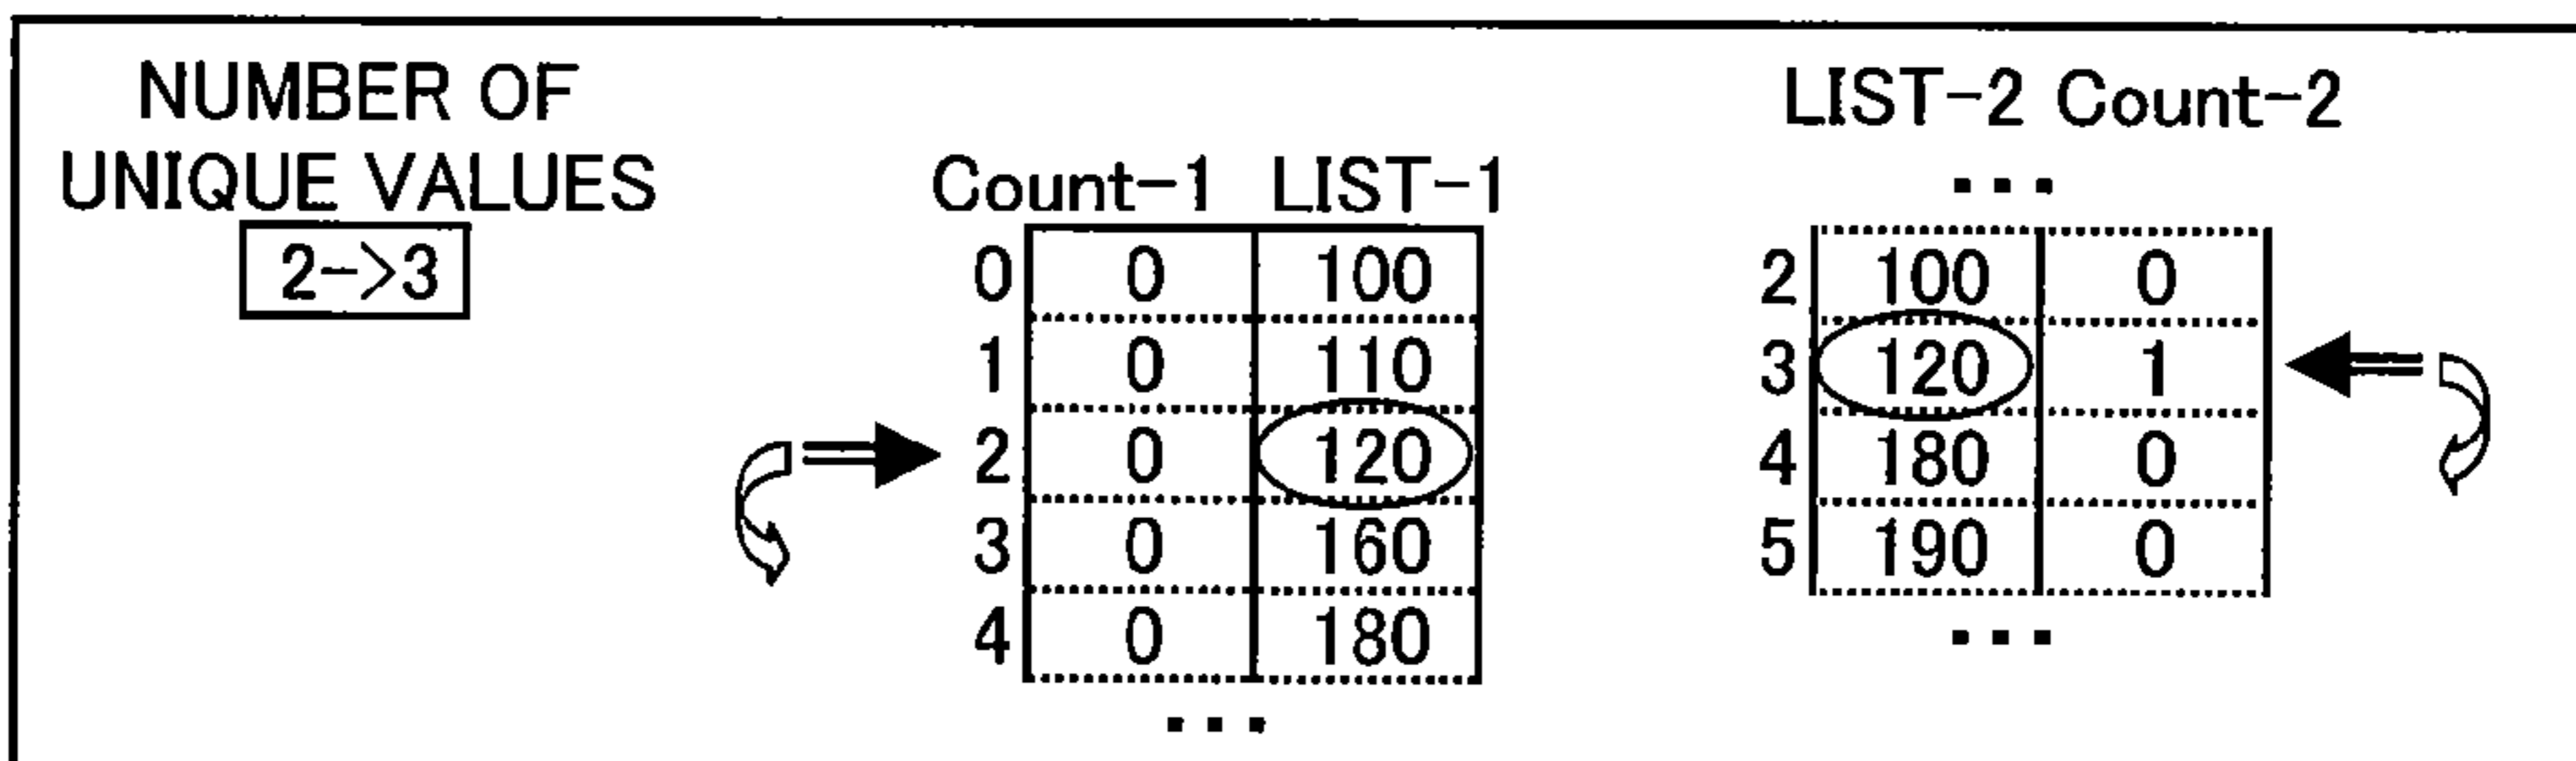 NUMBER OF
UNIQUE VALUES
2->3
Count-1 LIST-1
0 0 100
1 0 110
2 0 120
3 0 160
4 0 180
...
LIST-2 Count-2
...
2 100 0
3 120 1
4 180 0
5 190 0
...